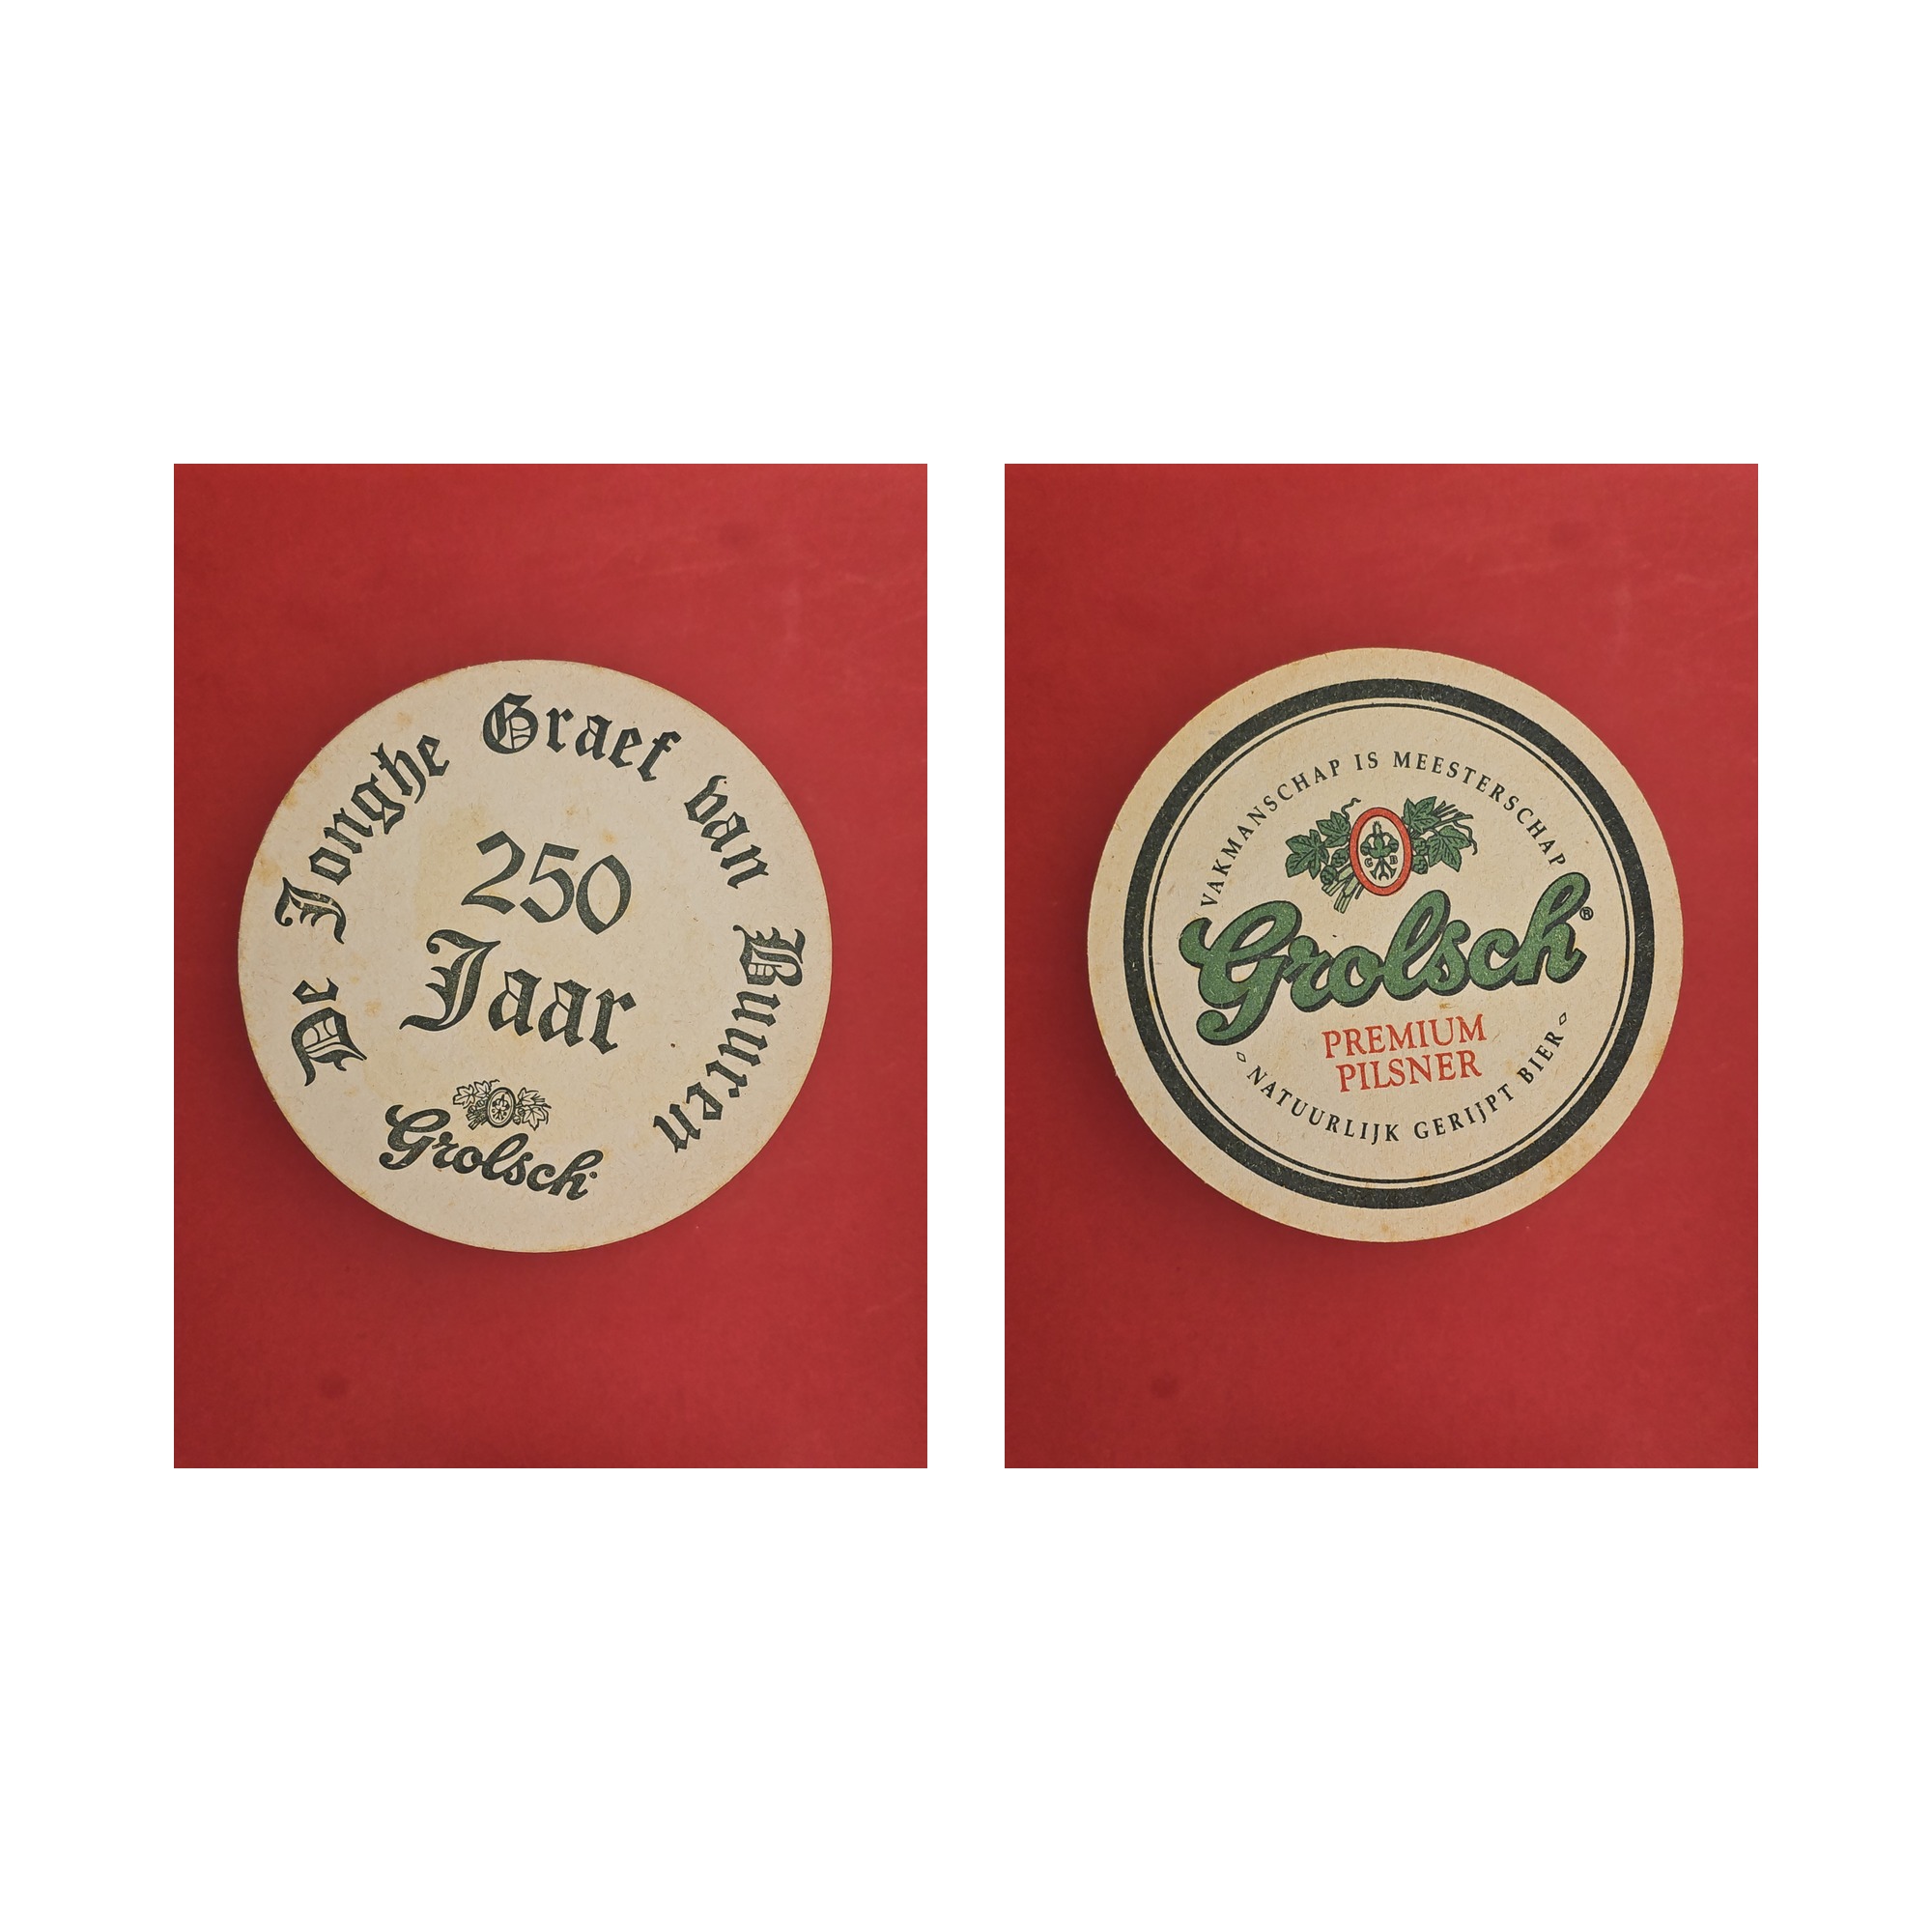 De Jonghe Graef van Buuren
250
Jaar
Grolsch
VAKMANSCHAP IS MEESTERSCHAP
G B
Grolsch®
PREMIUM
PILSNER
◇ NATUURLIJK GERIJPT BIER ◇